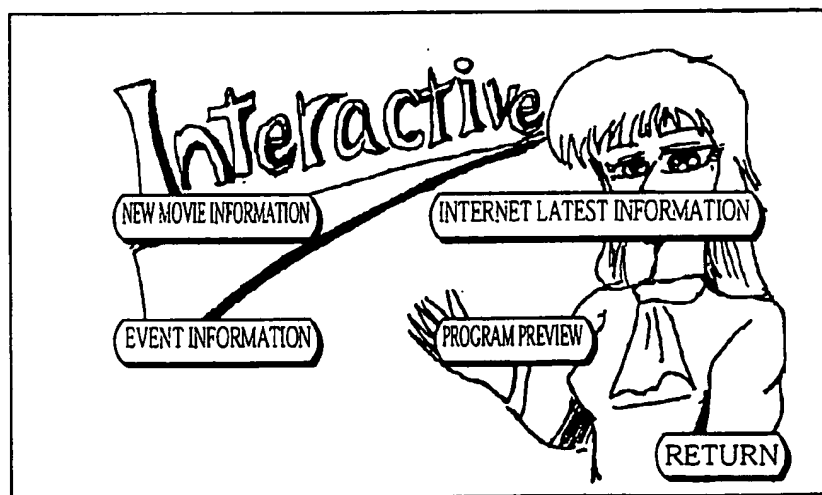 Interactive
NEW MOVIE INFORMATION
INTERNET LATEST INFORMATION
EVENT INFORMATION
PROGRAM PREVIEW
RETURN